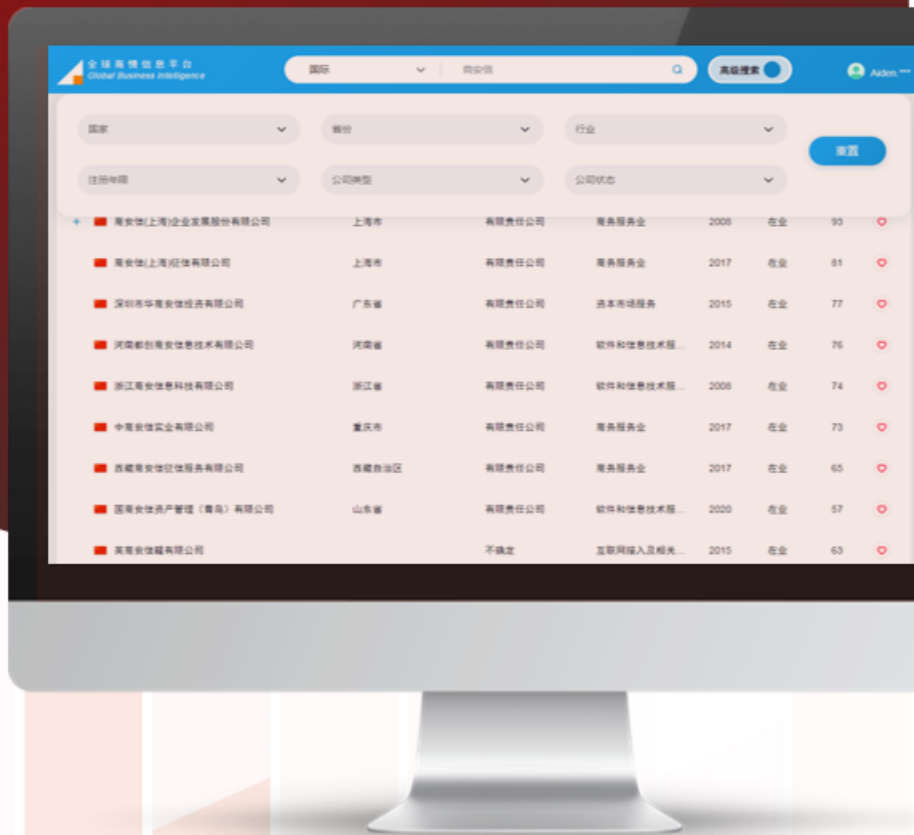 全球商情信息平台
Global Business Intelligence
国际 商安信 高级搜索 Aiden.***
国家 省份 行业
重置
注册年限 公司类型 公司状态
商安信(上海)企业发展股份有限公司 上海市 有限责任公司 商务服务业 2008 在业 93
商安信(上海)征信有限公司 上海市 有限责任公司 商务服务业 2017 在业 81
深圳市华商安信投资有限公司 广东省 有限责任公司 资本市场服务 2015 在业 77
河南都创商安信息技术有限公司 河南省 有限责任公司 软件和信息技术服... 2014 在业 76
浙江商安信息科技有限公司 浙江省 有限责任公司 软件和信息技术服... 2008 在业 74
中商安信实业有限公司 重庆市 有限责任公司 商务服务业 2017 在业 73
西藏商安信征信服务有限公司 西藏自治区 有限责任公司 商务服务业 2017 在业 65
国商安信资产管理（青岛）有限公司 山东省 有限责任公司 软件和信息技术服... 2020 在业 57
英商安信龍有限公司 不确定 互联网接入及相关... 2015 在业 63